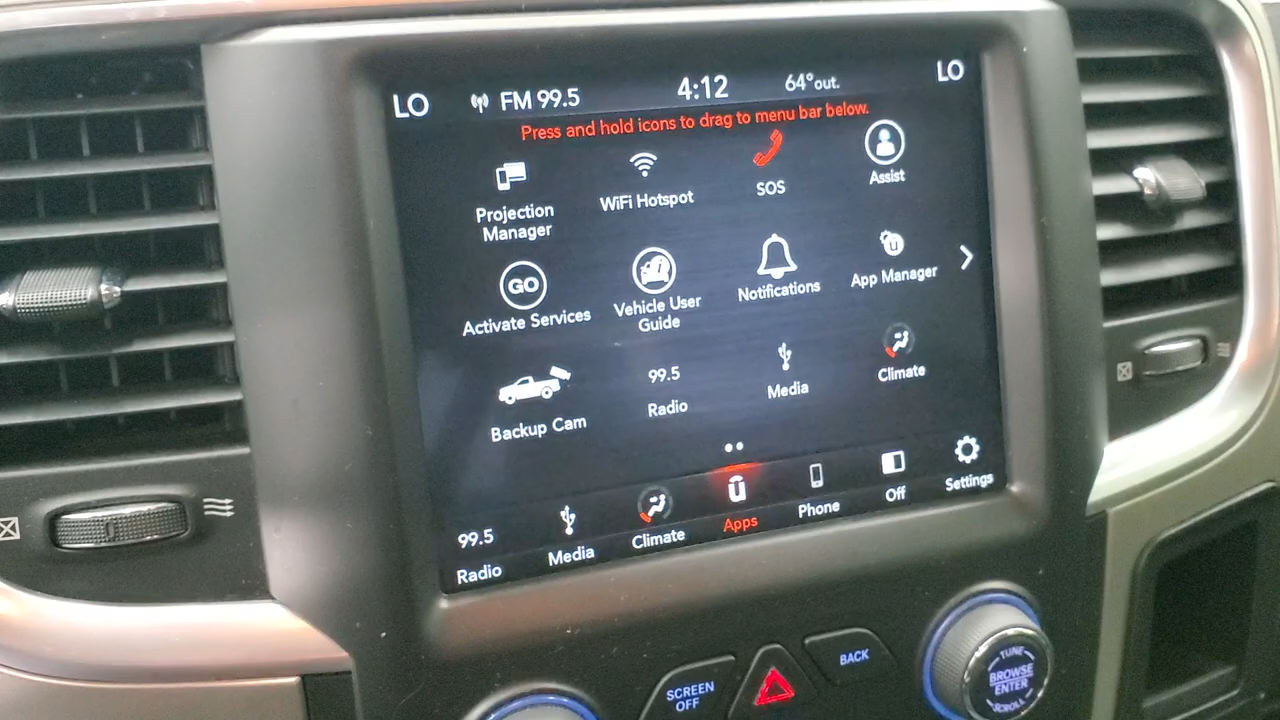 LO FM 99.5 4:12 64° out. LO
Press and hold icons to drag to menu bar below.
Projection
Manager
WiFi Hotspot
SOS
Assist
GO
Activate Services
Vehicle User
Guide
Notifications
App Manager
Backup Cam
99.5
Radio
Media
Climate
99.5
Radio
Media
Climate
Apps
Phone
Off
Settings
SCREEN
OFF
BACK
TUNE
BROWSE
ENTER
SCROLL